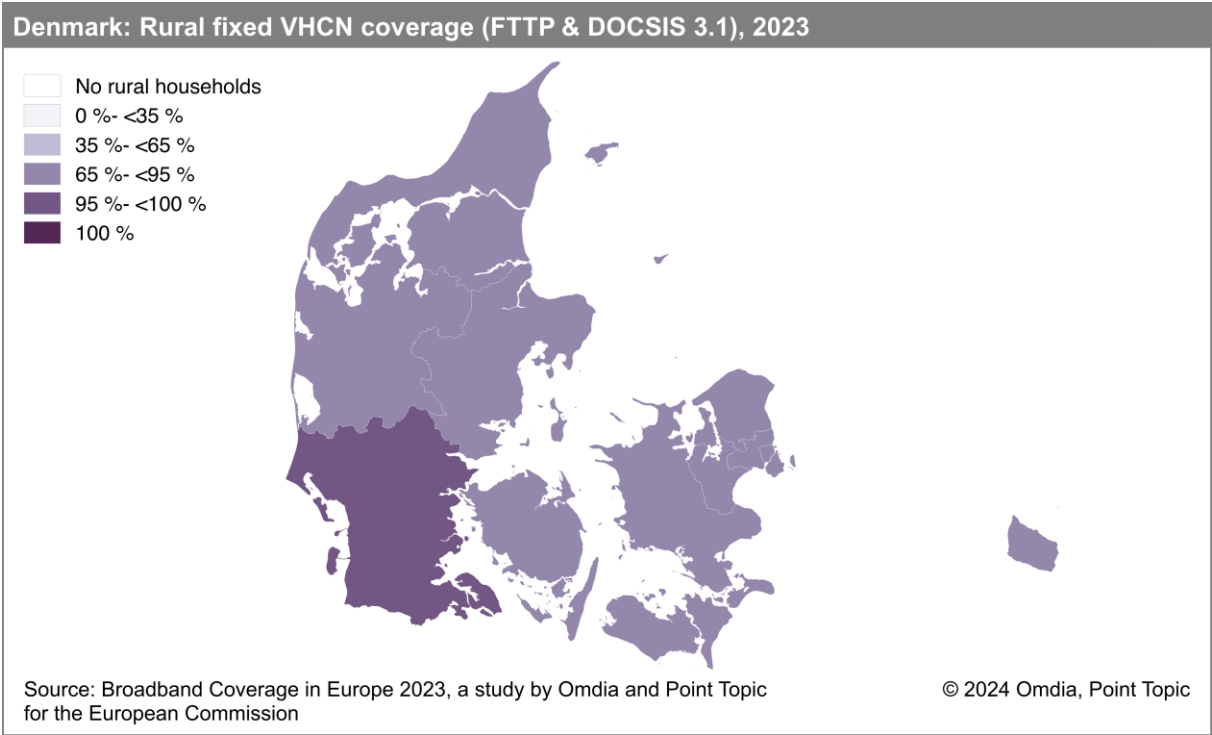 Denmark: Rural fixed VHCN coverage (FTTP & DOCSIS 3.1), 2023
No rural households
0 %- <35 %
35 %- <65 %
65 %- <95 %
95 %- <100 %
100 %
Source: Broadband Coverage in Europe 2023, a study by Omdia and Point Topic
for the European Commission
© 2024 Omdia, Point Topic